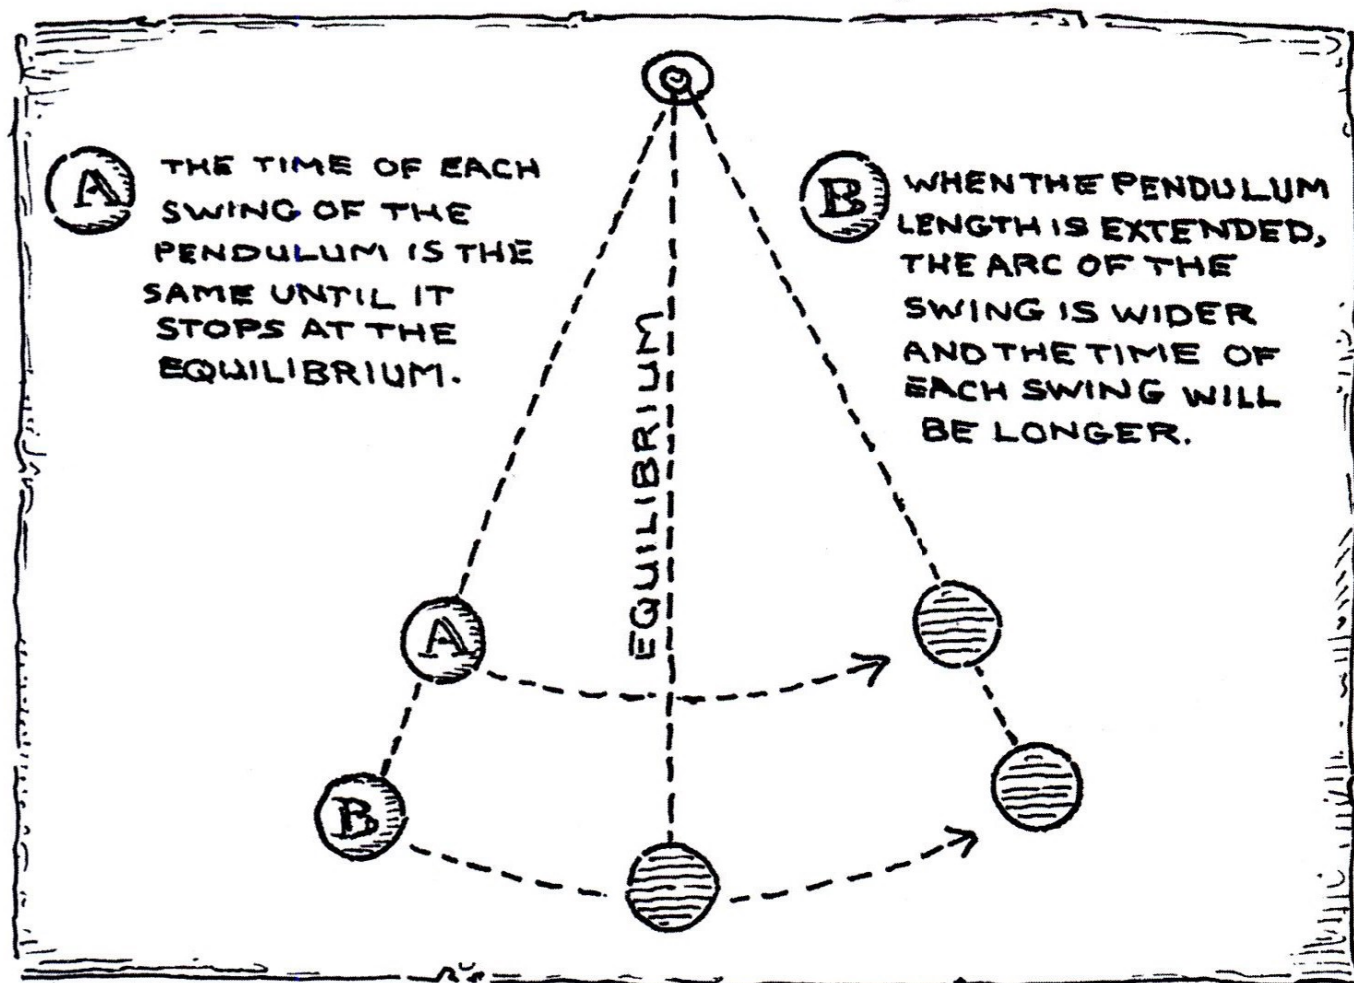 A
THE TIME OF EACH
SWING OF THE
PENDULUM IS THE
SAME UNTIL IT
STOPS AT THE
EQUILIBRIUM.
B
WHEN THE PENDULUM
LENGTH IS EXTENDED,
THE ARC OF THE
SWING IS WIDER
AND THE TIME OF
EACH SWING WILL
BE LONGER.
EQUILIBRIUM
A
B